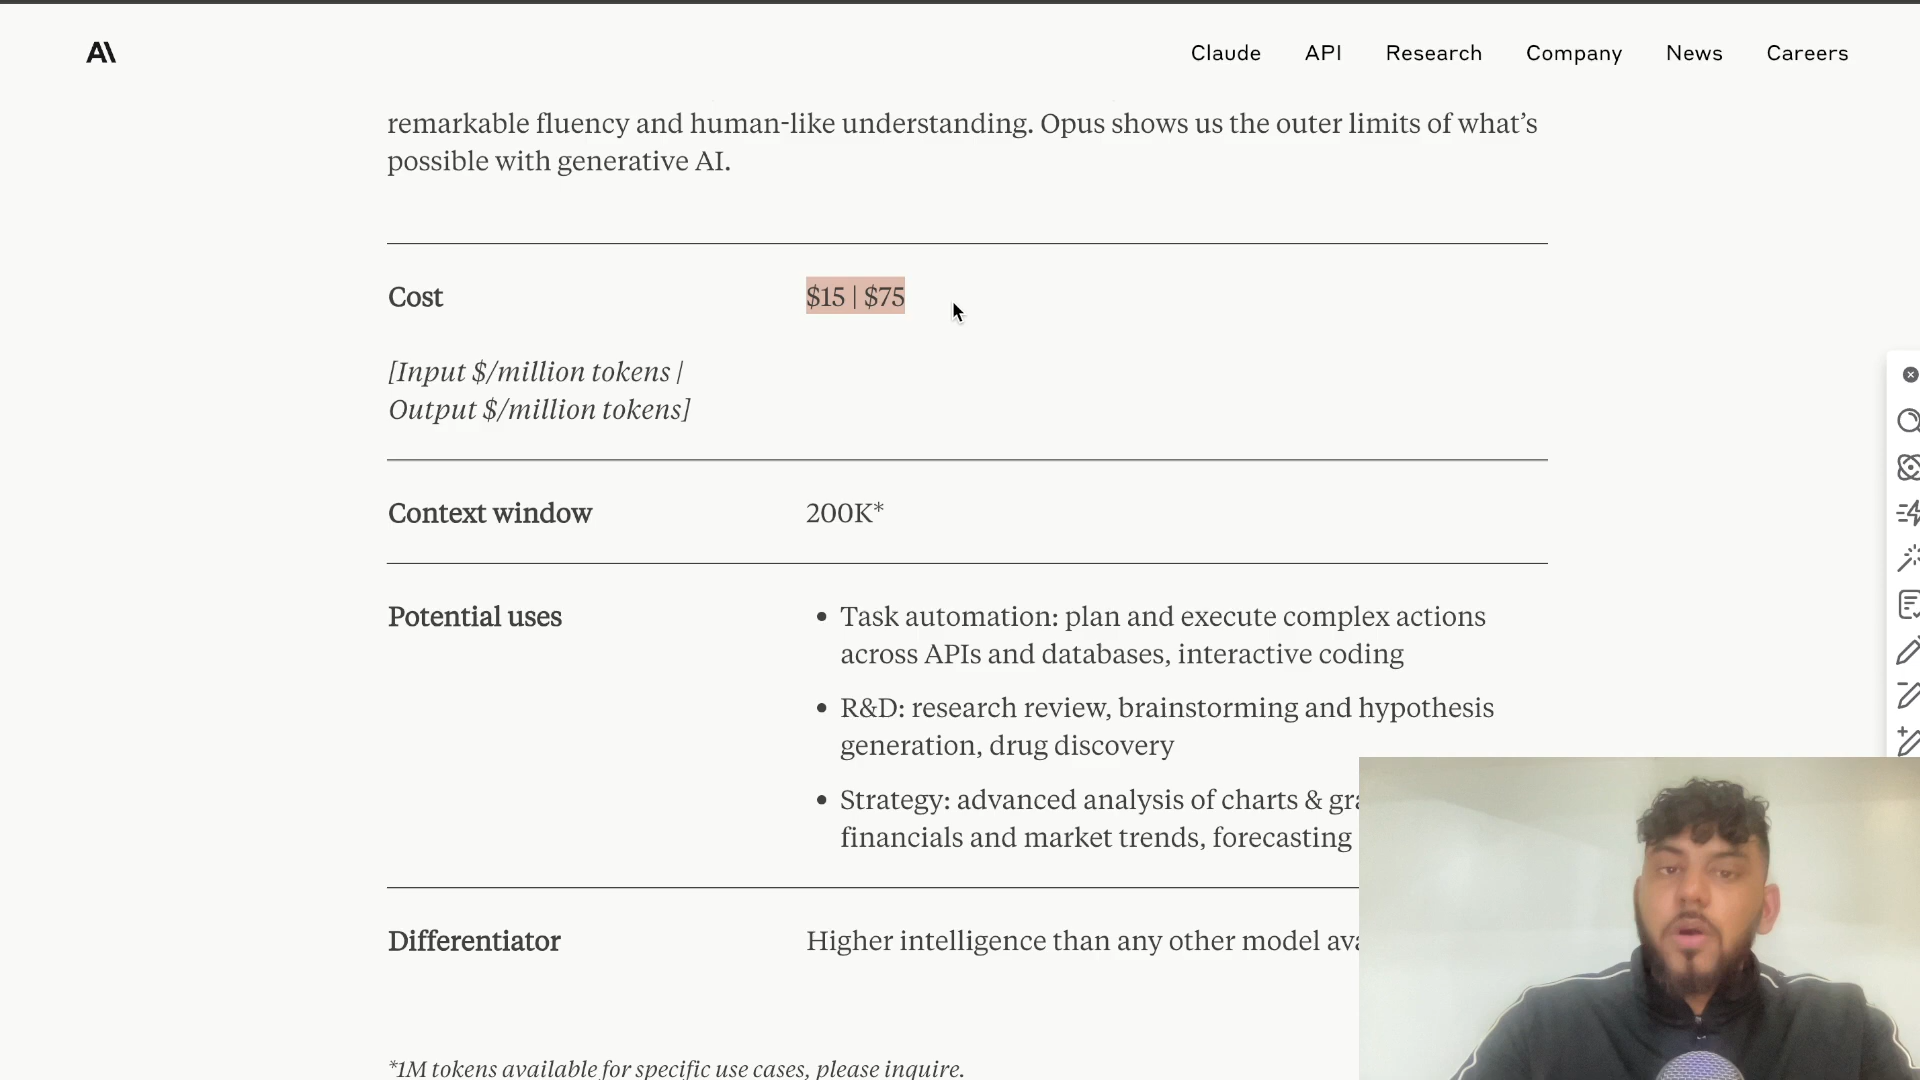 A\
Claude API Research Company News Careers
remarkable fluency and human-like understanding. Opus shows us the outer limits of what’s
possible with generative AI.
Cost $15 | $75
[Input $/million tokens |
Output $/million tokens]
Context window 200K*
Potential uses
• Task automation: plan and execute complex actions
across APIs and databases, interactive coding
• R&D: research review, brainstorming and hypothesis
generation, drug discovery
• Strategy: advanced analysis of charts &
financials and market trends, forecasting
Differentiator Higher intelligence than any other model
*1M tokens available for specific use cases, please inquire.